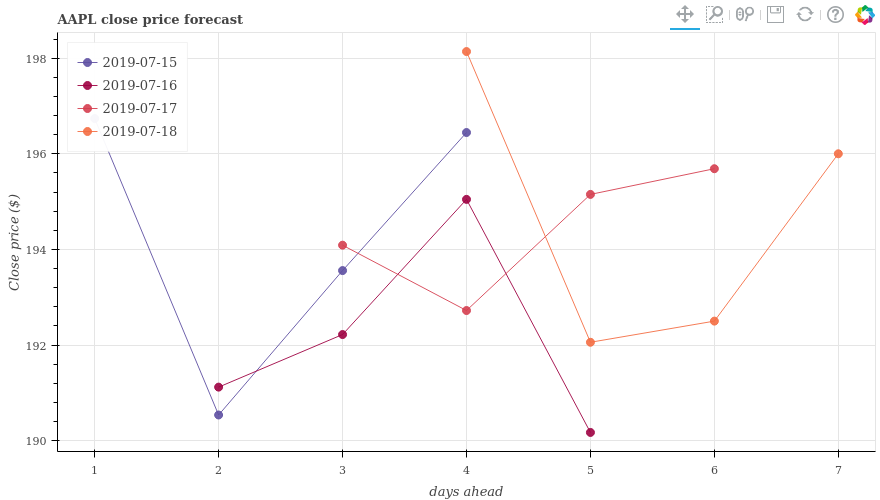 AAPL close price forecast
2019-07-15
2019-07-16
2019-07-17
2019-07-18
Close price ($)
198
196
194
192
190
1 2 3 4 5 6 7
days ahead